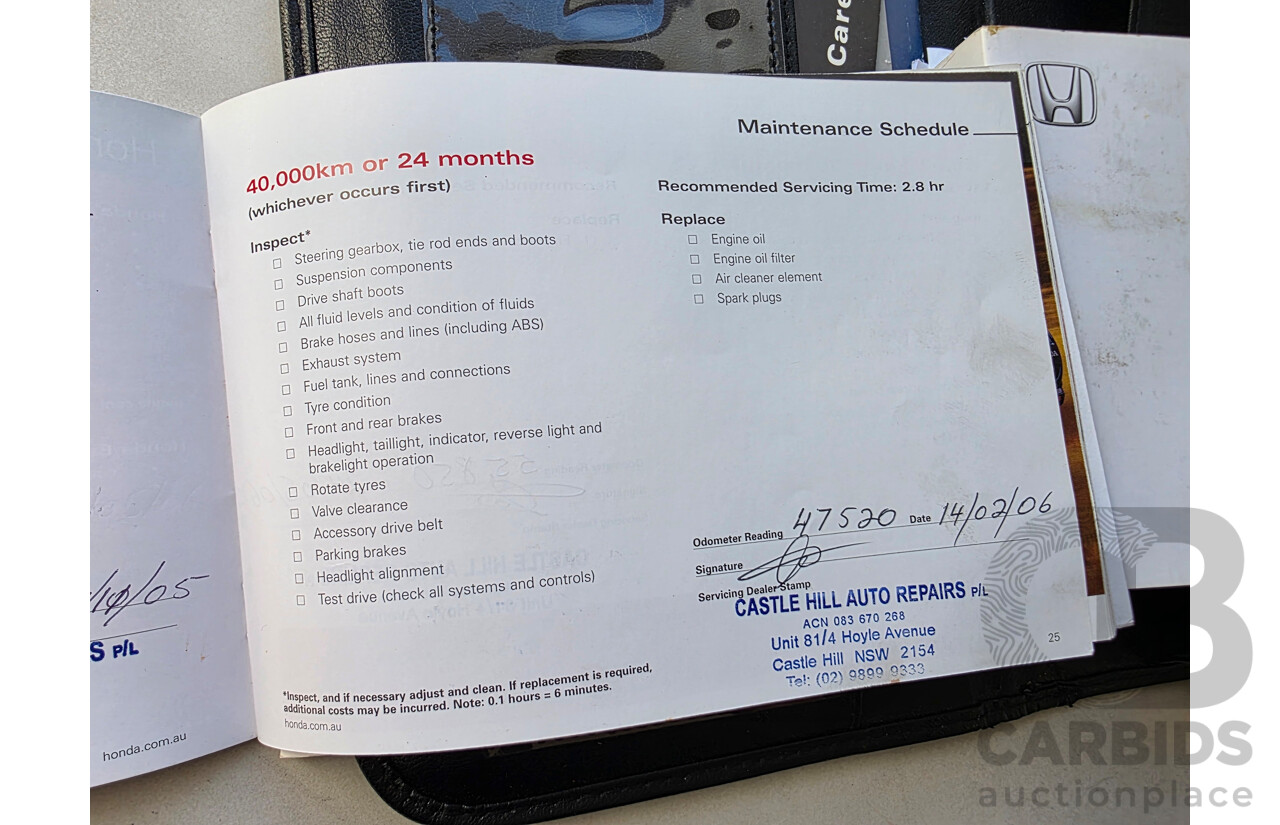 Care
Maintenance Schedule
40,000km or 24 months
(whichever occurs first)
Inspect*
Steering gearbox, tie rod ends and boots
Suspension components
Drive shaft boots
All fluid levels and condition of fluids
Brake hoses and lines (including ABS)
Exhaust system
Fuel tank, lines and connections
Tyre condition
Front and rear brakes
Headlight, taillight, indicator, reverse light and
brakelight operation
Rotate tyres
Valve clearance
Accessory drive belt
Parking brakes
Headlight alignment
Test drive (check all systems and controls)
*Inspect, and if necessary adjust and clean. If replacement is required,
additional costs may be incurred. Note: 0.1 hours = 6 minutes.
honda.com.au
Recommended Servicing Time: 2.8 hr
Replace
Engine oil
Engine oil filter
Air cleaner element
Spark plugs
Odometer Reading 47520 Date 14/02/06
Signature
Servicing Dealer Stamp
CASTLE HILL AUTO REPAIRS P/L
ACN 083 670 268
Unit 81/4 Hoyle Avenue
Castle Hill NSW 2154
Tel: (02) 9899 9333
25
/05
S P/L
honda.com.au
CARBIDS
auctionplace